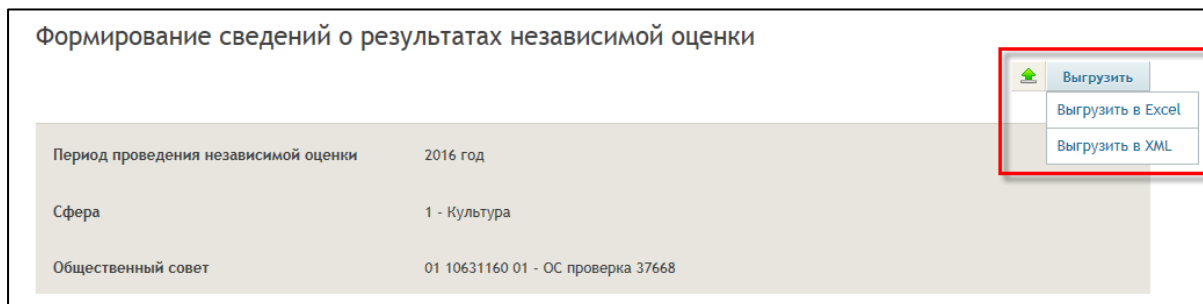 Формирование сведений о результатах независимой оценки
Выгрузить
Выгрузить в Excel
Выгрузить в XML
Период проведения независимой оценки 2016 год
Сфера 1 - Культура
Общественный совет 01 10631160 01 - ОС проверка 37668